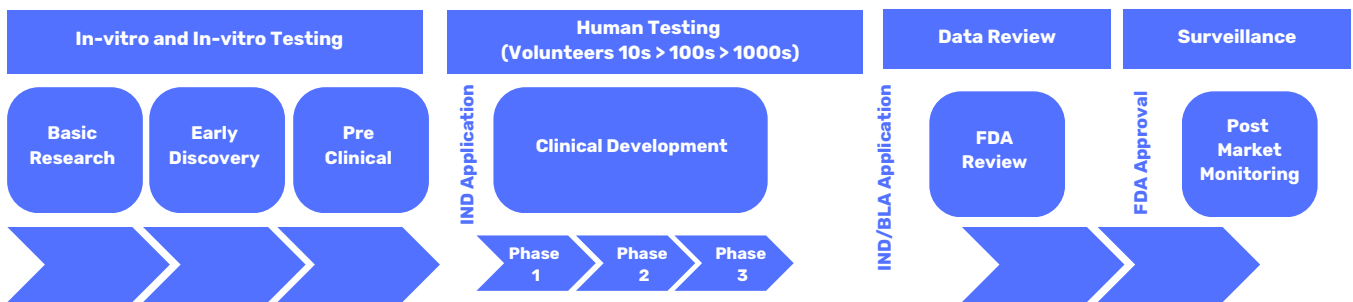 In-vitro and In-vitro Testing
Human Testing
(Volunteers 10s > 100s > 1000s)
Data Review
Surveillance
Basic
Research
Early
Discovery
Pre
Clinical
IND Application
Clinical Development
IND/BLA Application
FDA
Review
FDA Approval
Post
Market
Monitoring
Phase
1
Phase
2
Phase
3